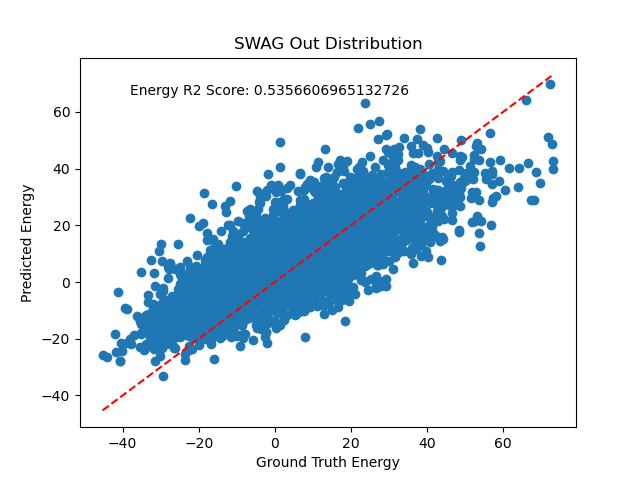 SWAG Out Distribution
Energy R2 Score: 0.5356606965132726
Predicted Energy
60
40
20
0
−20
−40
−40 −20 0 20 40 60
Ground Truth Energy